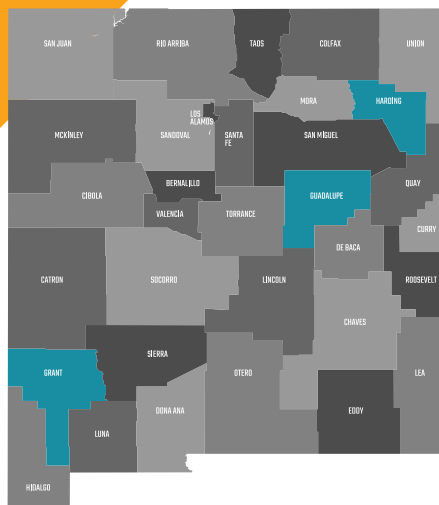 SAN JUAN
RIO ARRIBA
TAOS
COLFAX
UNION
MORA
HARDING
LOS
ALAMOS
MCKINLEY
SANDOVAL
SANTA
FE
SAN MIGUEL
BERNALILLO
QUAY
CIBOLA
GUADALUPE
VALENCIA
TORRANCE
CURRY
DE BACA
CATRON
SOCORRO
LINCOLN
ROOSEVELT
CHAVES
SIERRA
GRANT
OTERO
LEA
DONA ANA
EDDY
LUNA
HIDALGO